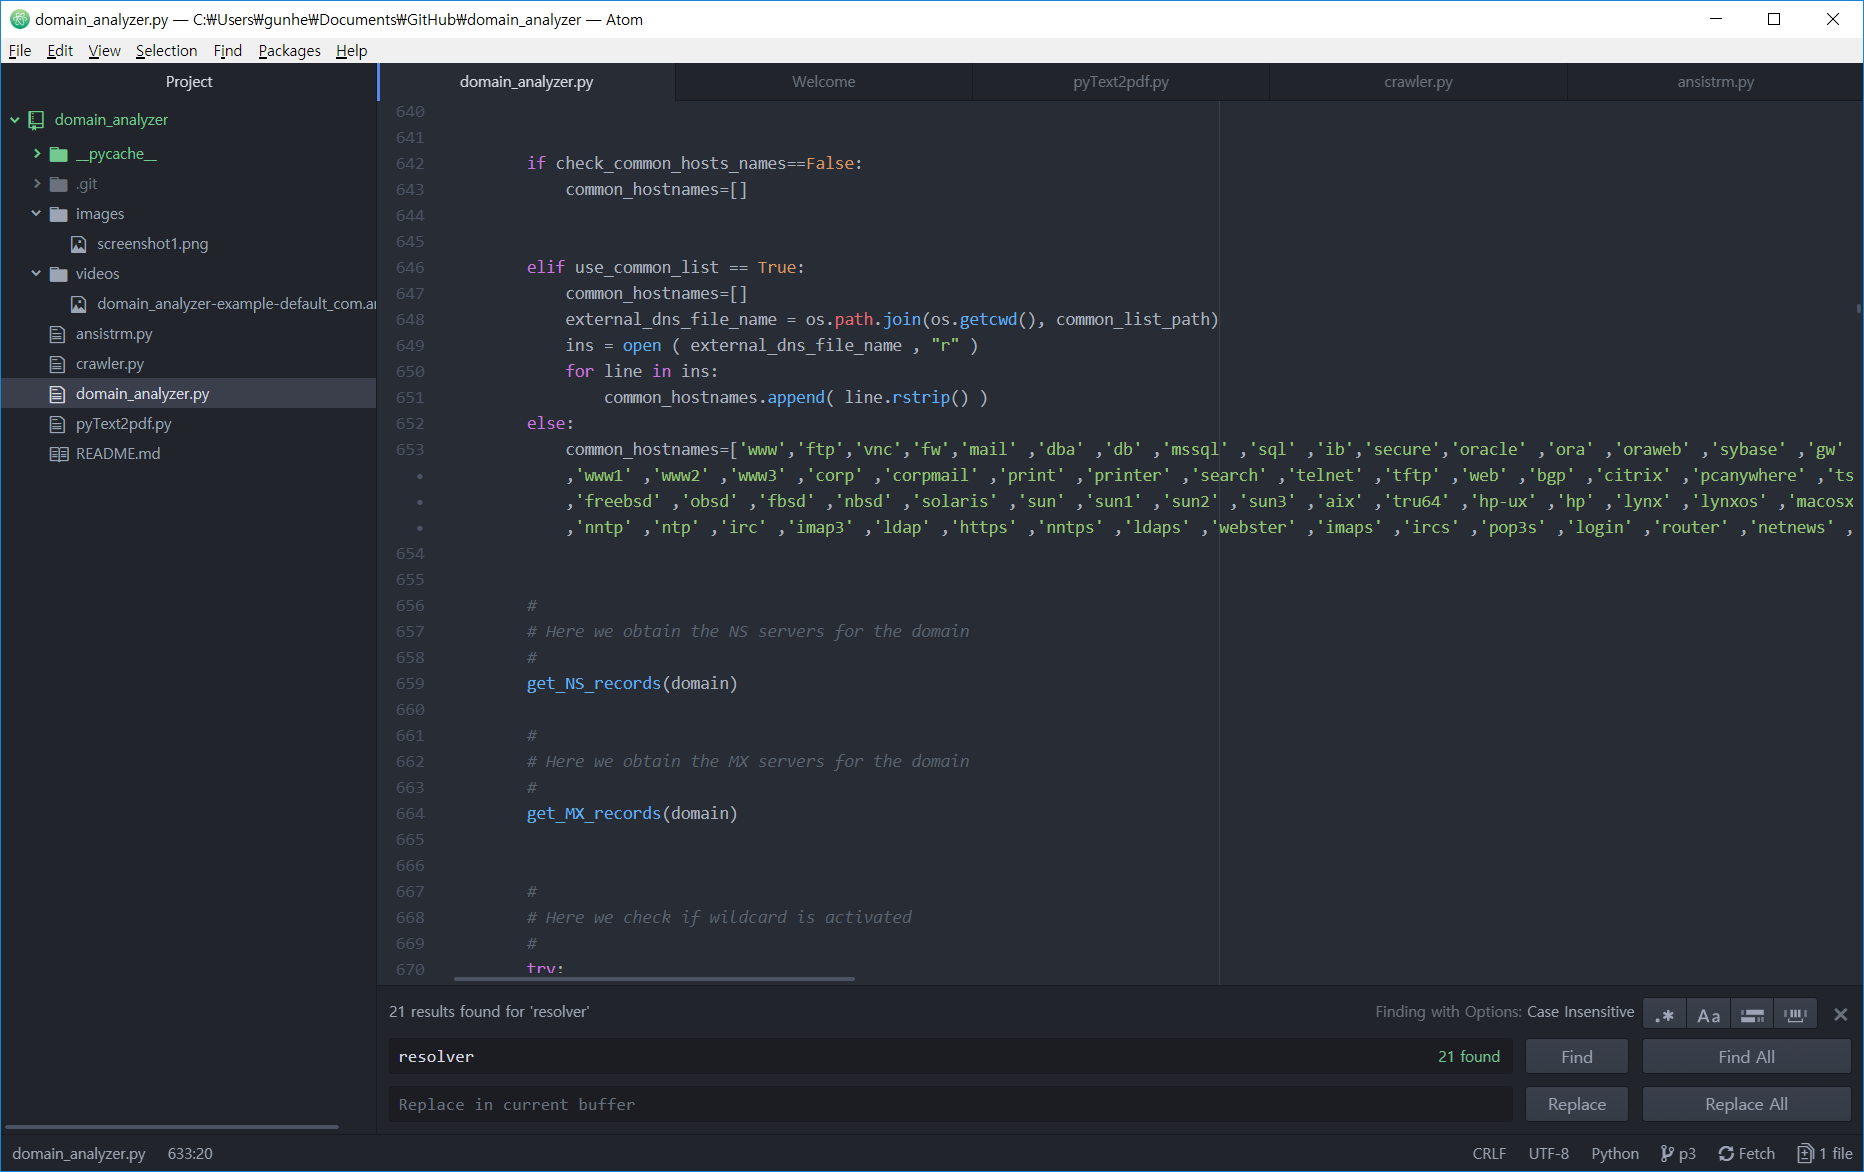 domain_analyzer.py — C:₩Users₩gunhe₩Documents₩GitHub₩domain_analyzer — Atom
File Edit View Selection Find Packages Help
Project
domain_analyzer
__pycache__
.git
images
screenshot1.png
videos
domain_analyzer-example-default_com.ar
ansistrm.py
crawler.py
domain_analyzer.py
pyText2pdf.py
README.md
domain_analyzer.py Welcome pyText2pdf.py crawler.py ansistrm.py
640
641
642 if check_common_hosts_names==False:
643 common_hostnames=[]
644
645
646 elif use_common_list == True:
647 common_hostnames=[]
648 external_dns_file_name = os.path.join(os.getcwd(), common_list_path)
649 ins = open ( external_dns_file_name , "r" )
650 for line in ins:
651 common_hostnames.append( line.rstrip() )
652 else:
653 common_hostnames=['www','ftp','vnc','fw','mail' ,'dba' ,'db' ,'mssql' ,'sql' ,'ib','secure','oracle' ,'ora' ,'oraweb' ,'sybase' ,'gw'
• ,'www1' ,'www2' ,'www3' ,'corp' ,'corpmail' ,'print' ,'printer' ,'search' ,'telnet' ,'tftp' ,'web' ,'bgp' ,'citrix' ,'pcanywhere' ,'ts
• ,'freebsd' ,'obsd' ,'fbsd' ,'nbsd' ,'solaris' ,'sun' ,'sun1' ,'sun2' ,'sun3' ,'aix' ,'tru64' ,'hp-ux' ,'hp' ,'lynx' ,'lynxos' ,'macosx
• ,'nntp' ,'ntp' ,'irc' ,'imap3' ,'ldap' ,'https' ,'nntps' ,'ldaps' ,'webster' ,'imaps' ,'ircs' ,'pop3s' ,'login' ,'router' ,'netnews' ,
654
655
656 #
657 # Here we obtain the NS servers for the domain
658 #
659 get_NS_records(domain)
660
661 #
662 # Here we obtain the MX servers for the domain
663 #
664 get_MX_records(domain)
665
666
667 #
668 # Here we check if wildcard is activated
669 #
670 try:
21 results found for 'resolver' Finding with Options: Case Insensitive .* Aa
resolver 21 found Find Find All
Replace in current buffer Replace Replace All
domain_analyzer.py 633:20 CRLF UTF-8 Python p3 Fetch 1 file